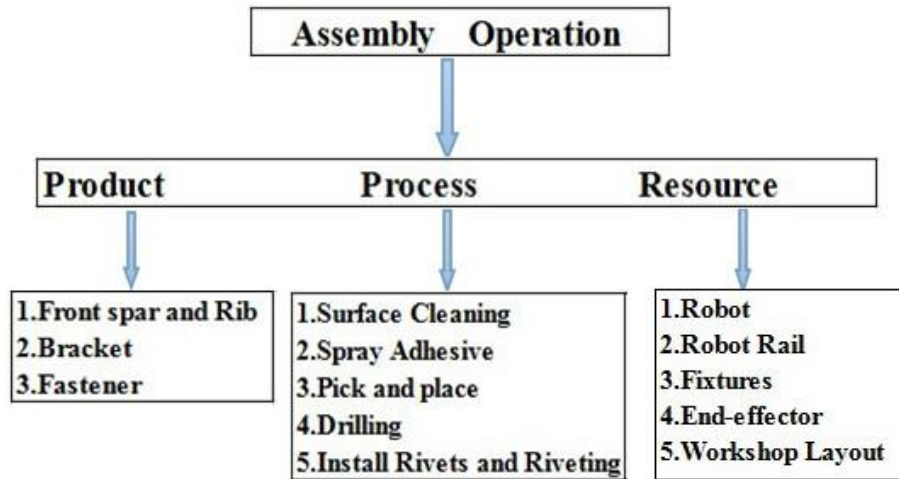 Assembly Operation
Product Process Resource
1.Front spar and Rib
2.Bracket
3.Fastener
1.Surface Cleaning
2.Spray Adhesive
3.Pick and place
4.Drilling
5.Install Rivets and Riveting
1.Robot
2.Robot Rail
3.Fixtures
4.End-effector
5.Workshop Layout